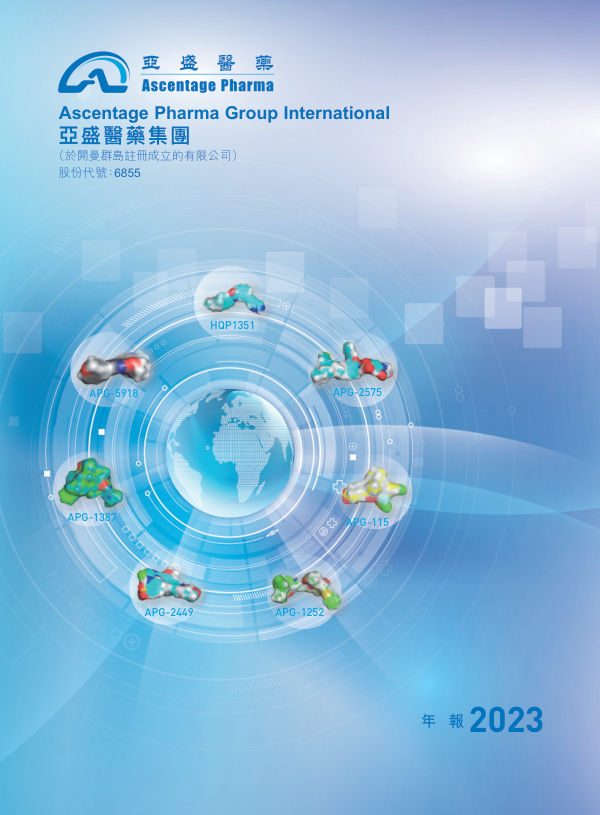 亞盛醫藥
Ascentage Pharma
Ascentage Pharma Group International
亞盛醫藥集團
(於開曼群島註冊成立的有限公司)
股份代號：6855
HQP1351
APG-5918
APG-2575
APG-1387
APG-115
APG-2449
APG-1252
年報 2023